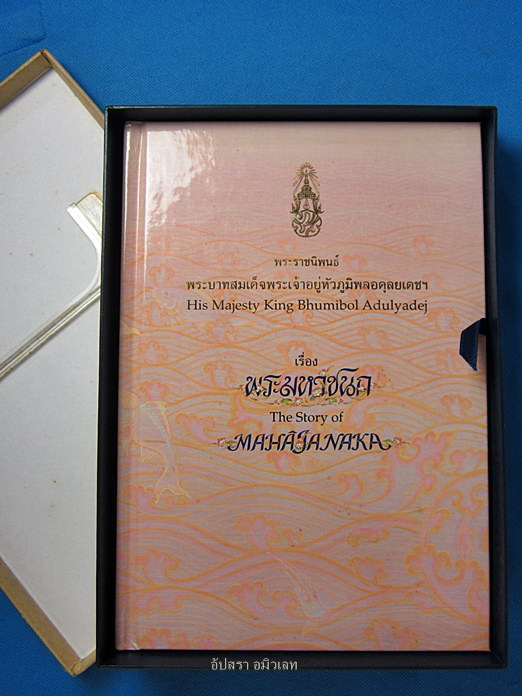 พระราชนิพนธ์
พระบาทสมเด็จพระเจ้าอยู่หัวภูมิพลอดุลยเดชฯ
His Majesty King Bhumibol Adulyadej
เรื่อง
พระมหาชนก
The Story of
MAHĀJANAKA
อัปสรา อมิวเลท